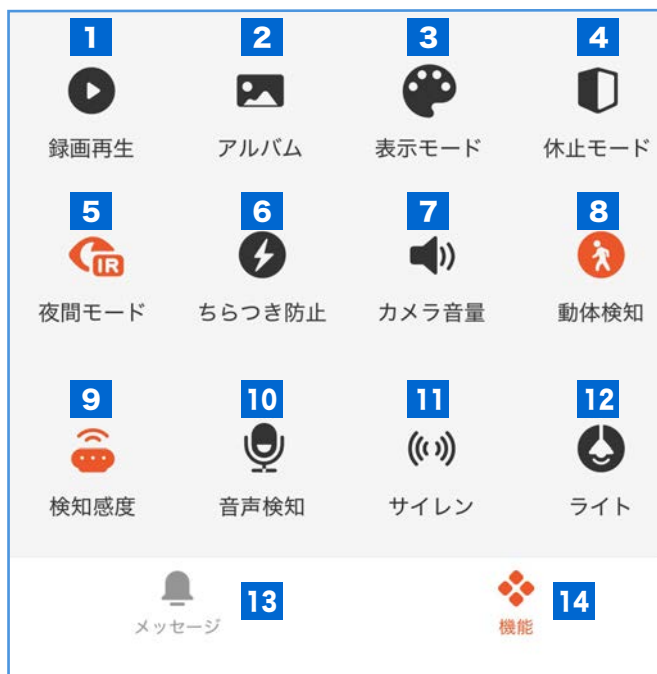 1 2 3 4
録画再生 アルバム 表示モード 休止モード
5 6 7 8
IR
夜間モード ちらつき防止 カメラ音量 動体検知
9 10 11 12
検知感度 音声検知 サイレン ライト
13 14
メッセージ 機能